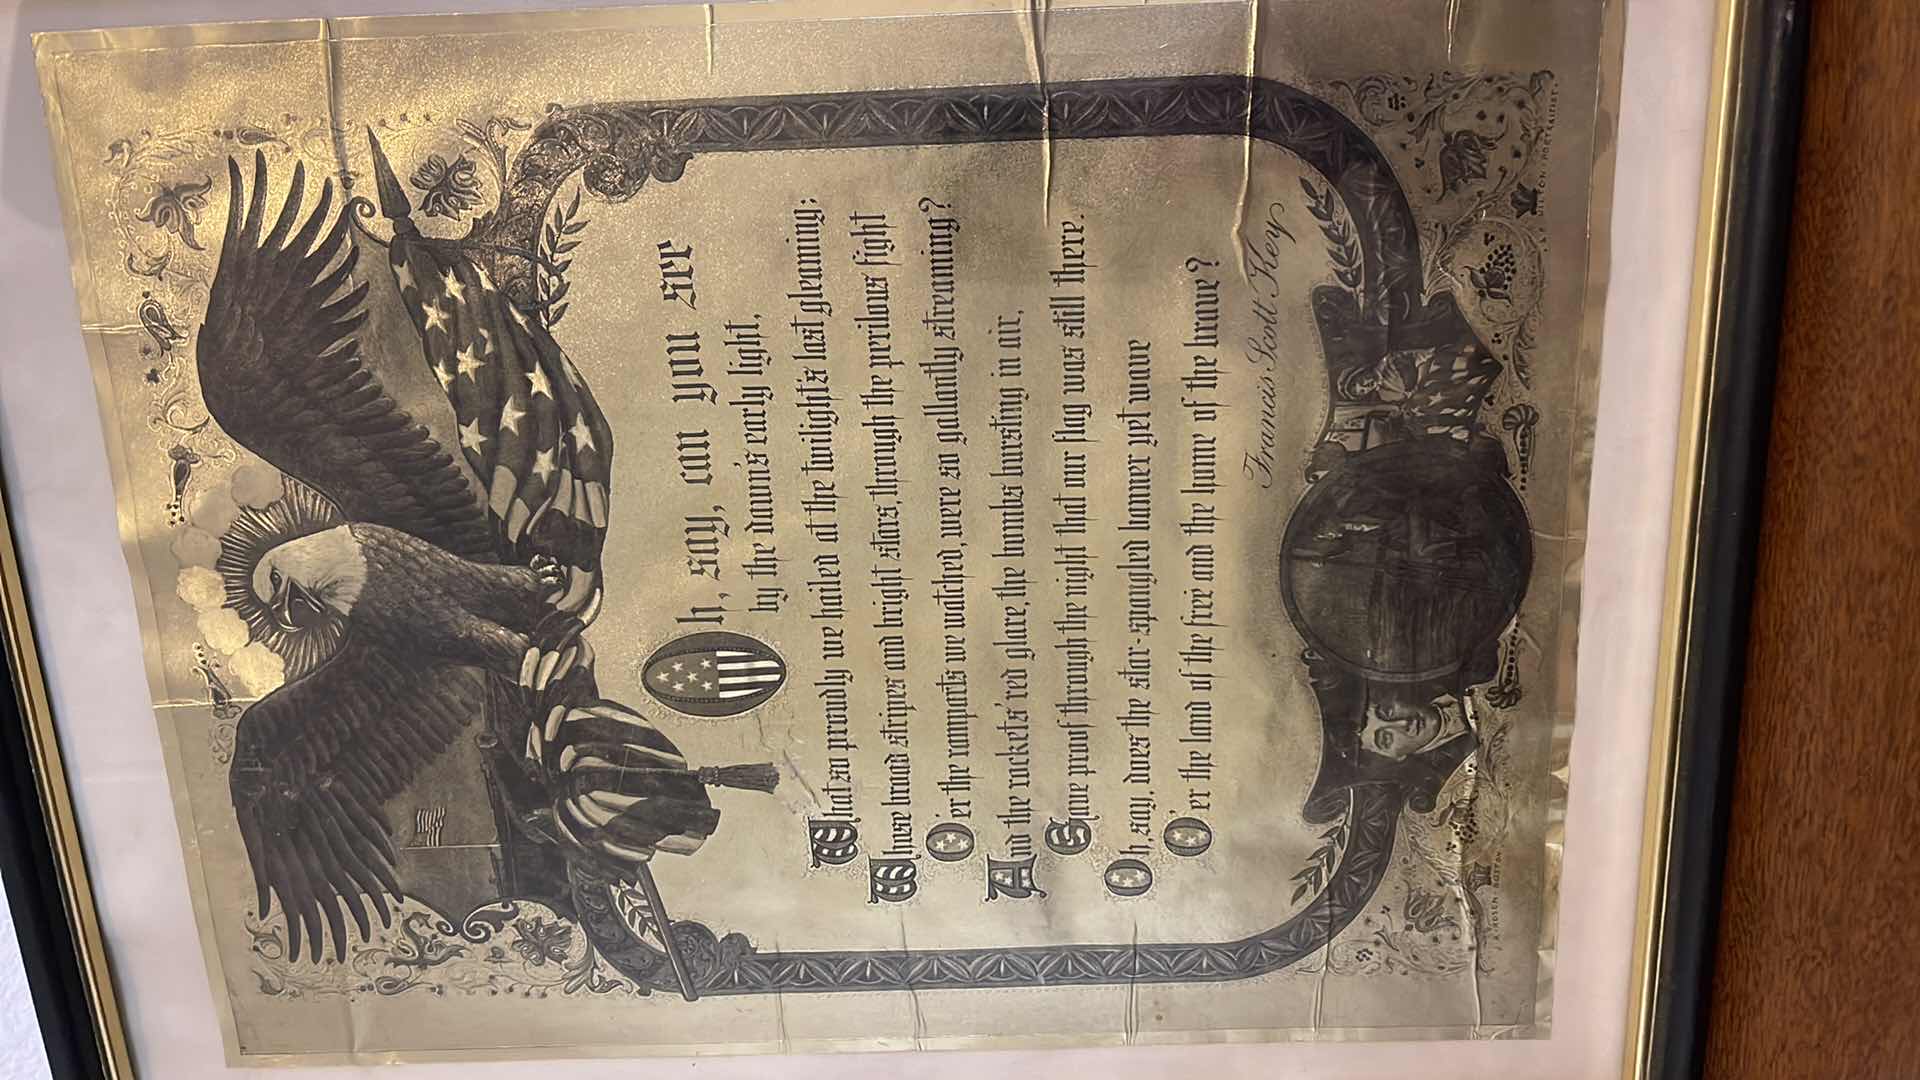 Oh, say, can you see
by the dawn's early light,
What so proudly we hailed at the twilight's last gleaming;
Whose broad stripes and bright stars, through the perilous fight
O'er the ramparts we watched, were so gallantly streaming?
And the rockets' red glare, the bombs bursting in air,
Gave proof through the night that our flag was still there.
Oh, say, does the star-spangled banner yet wave
O'er the land of the free and the home of the brave?
Francis Scott Key